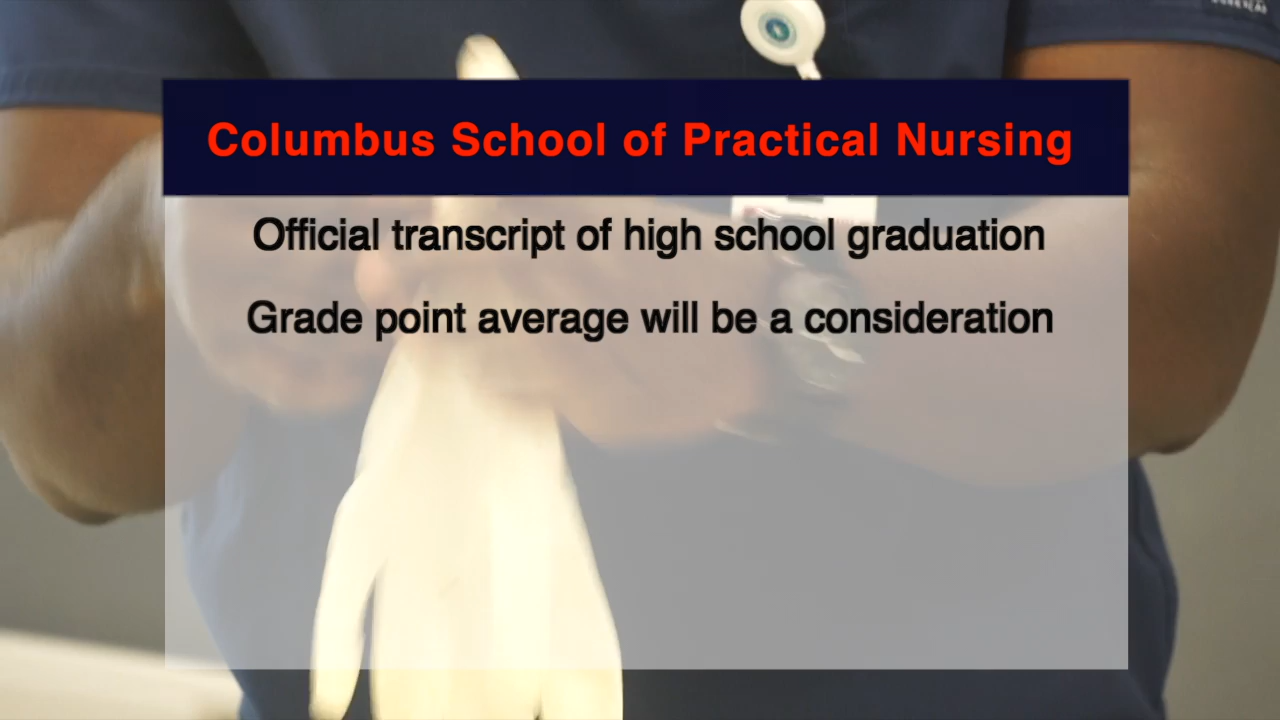 Columbus School of Practical Nursing
Official transcript of high school graduation
Grade point average will be a consideration